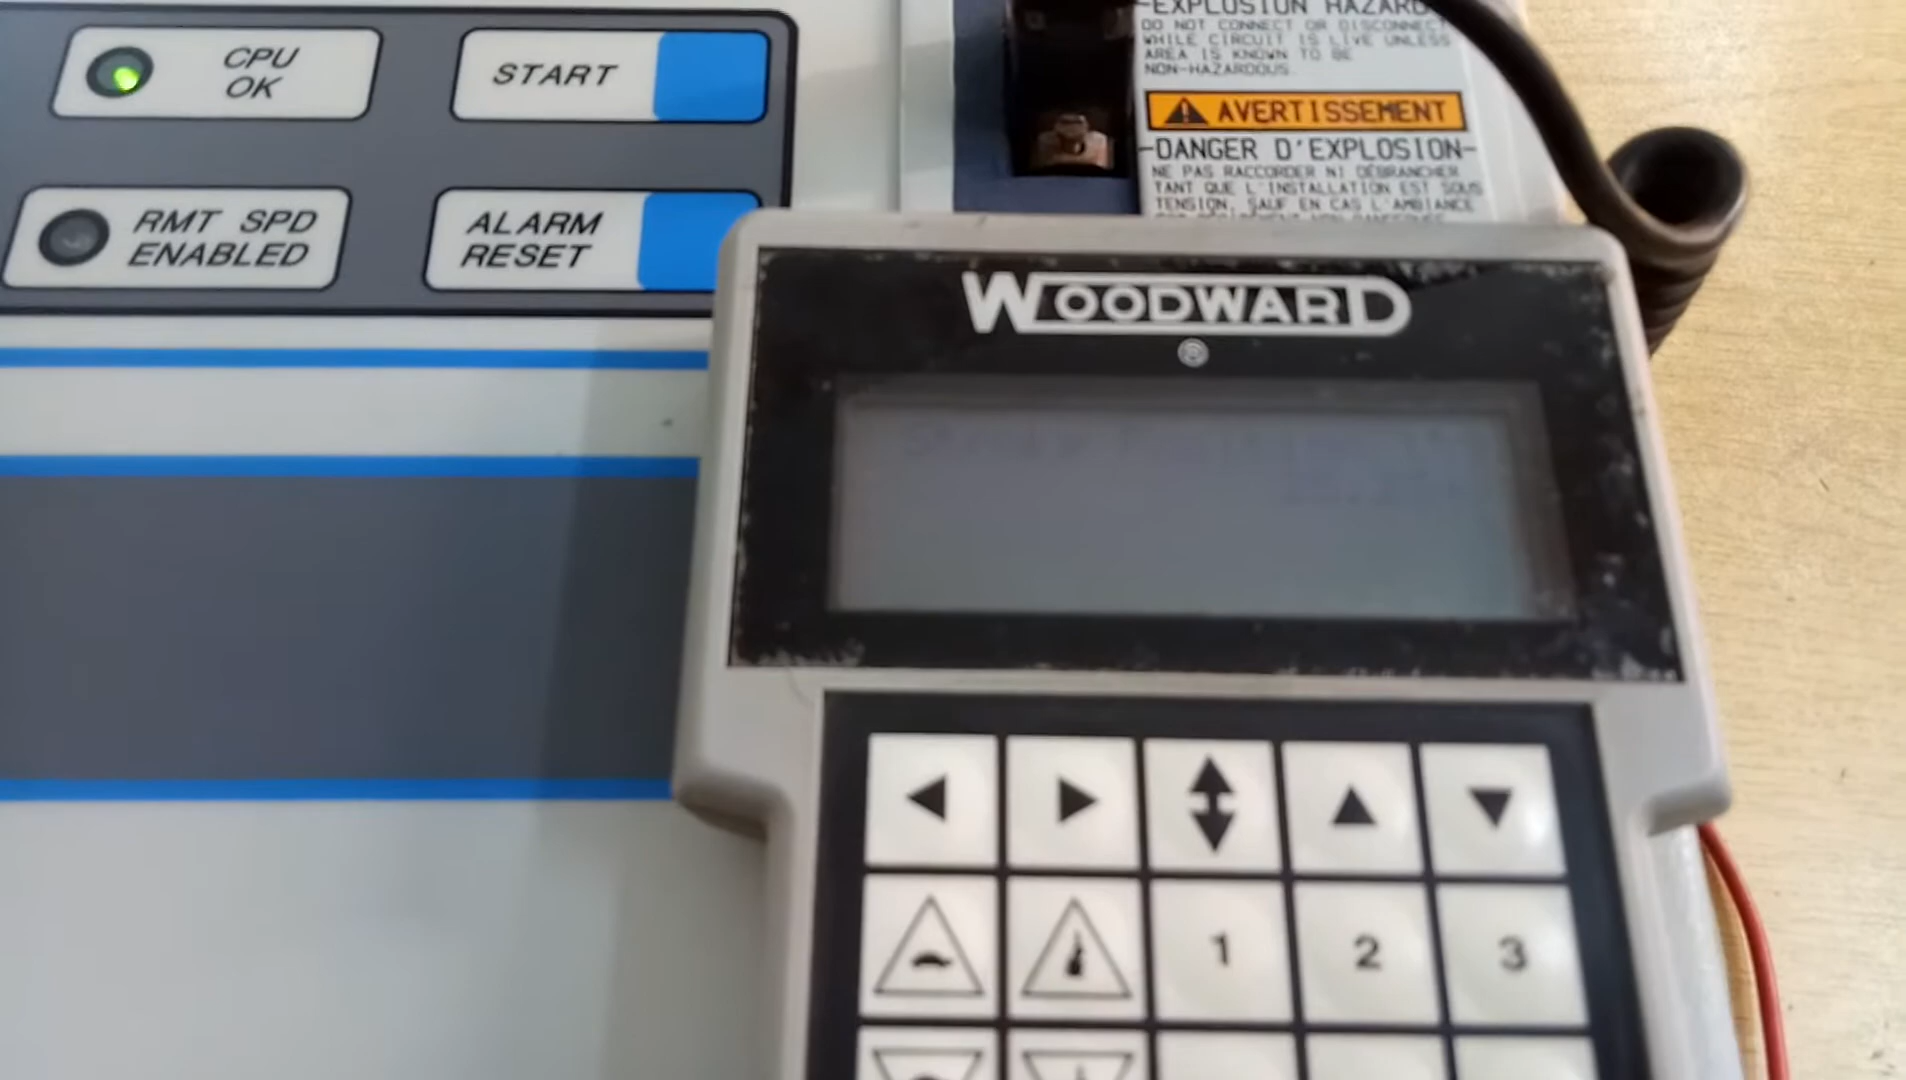 CPU
OK
START
RMT SPD
ENABLED
ALARM
RESET
-EXPLOSION HAZARD-
DO NOT CONNECT OR DISCONNECT
WHILE CIRCUIT IS LIVE UNLESS
AREA IS KNOWN TO BE
NON-HAZARDOUS.
AVERTISSEMENT
-DANGER D'EXPLOSION-
NE PAS RACCORDER NI DÉBRANCHER
TANT QUE L'INSTALLATION EST SOUS
TENSION, SAUF EN CAS L'AMBIANCE
WOODWARD
®
1 2 3